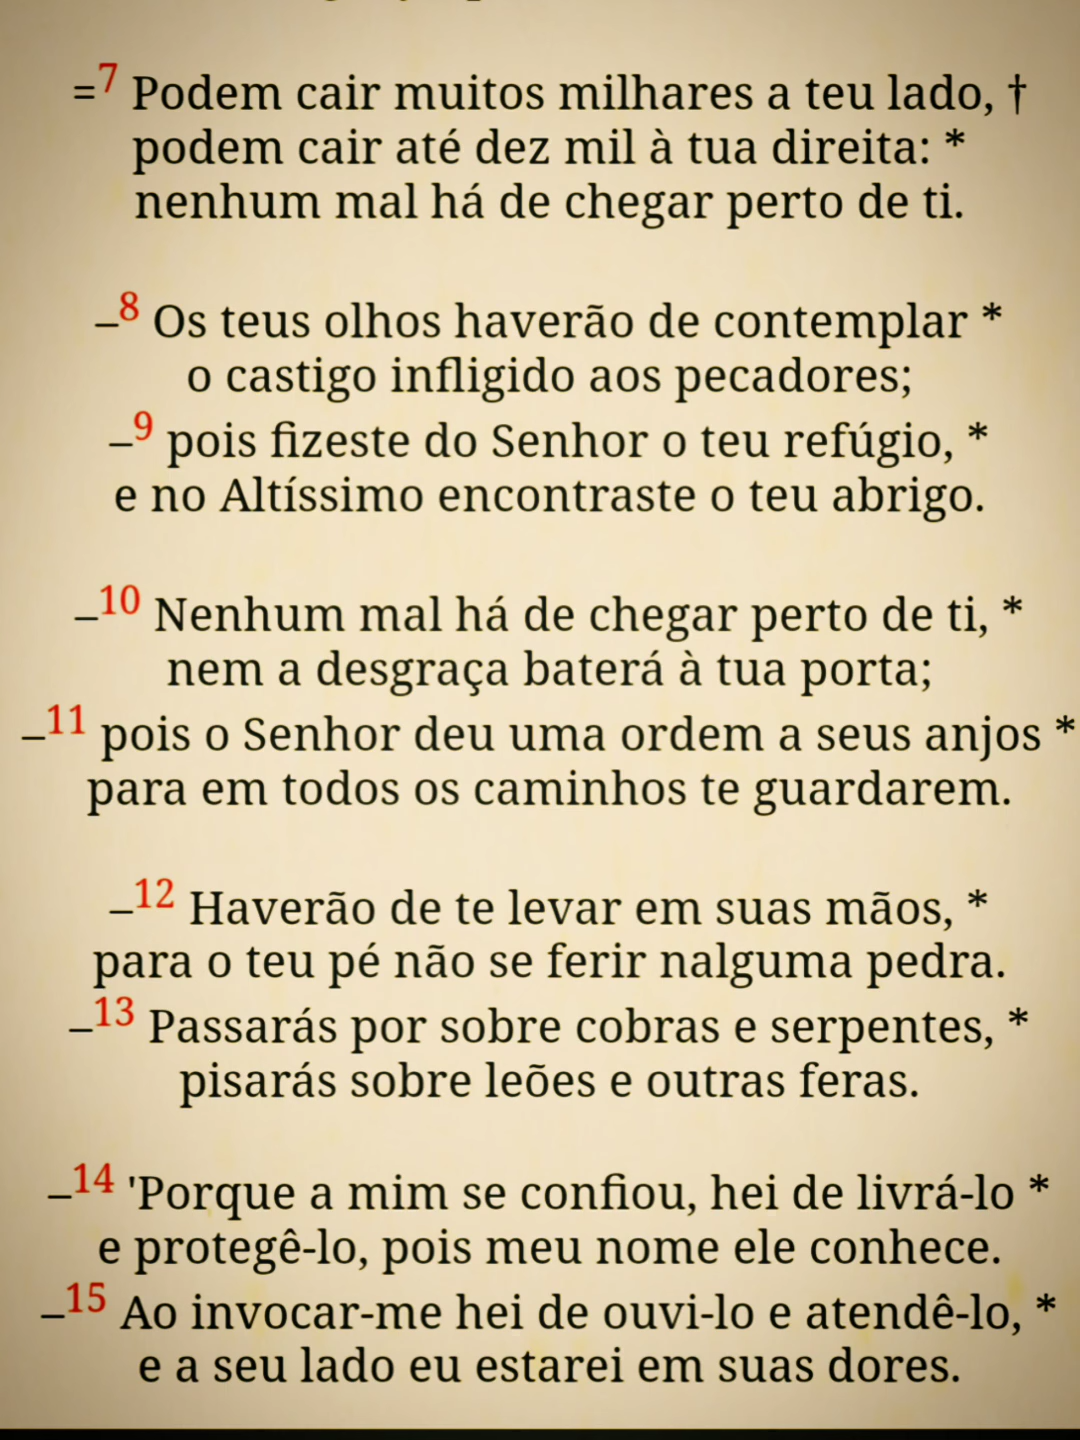 =7 Podem cair muitos milhares a teu lado, †
podem cair até dez mil à tua direita: *
nenhum mal há de chegar perto de ti.
–8 Os teus olhos haverão de contemplar *
o castigo infligido aos pecadores;
–9 pois fizeste do Senhor o teu refúgio, *
e no Altíssimo encontraste o teu abrigo.
–10 Nenhum mal há de chegar perto de ti, *
nem a desgraça baterá à tua porta;
–11 pois o Senhor deu uma ordem a seus anjos *
para em todos os caminhos te guardarem.
–12 Haverão de te levar em suas mãos, *
para o teu pé não se ferir nalguma pedra.
–13 Passarás por sobre cobras e serpentes, *
pisarás sobre leões e outras feras.
–14 'Porque a mim se confiou, hei de livrá-lo *
e protegê-lo, pois meu nome ele conhece.
–15 Ao invocar-me hei de ouvi-lo e atendê-lo, *
e a seu lado eu estarei em suas dores.